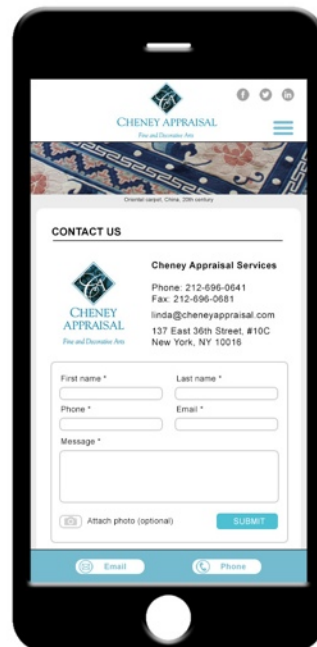 CHENEY APPRAISAL
Fine and Decorative Arts
Oriental carpet, China, 20th century
CONTACT US
CHENEY
APPRAISAL
Fine and Decorative Arts
Cheney Appraisal Services
Phone: 212-696-0641
Fax: 212-696-0681
linda@cheneyappraisal.com
137 East 36th Street, #10C
New York, NY 10016
First name *
Last name *
Phone *
Email *
Message *
Attach photo (optional)
SUBMIT
Email
Phone